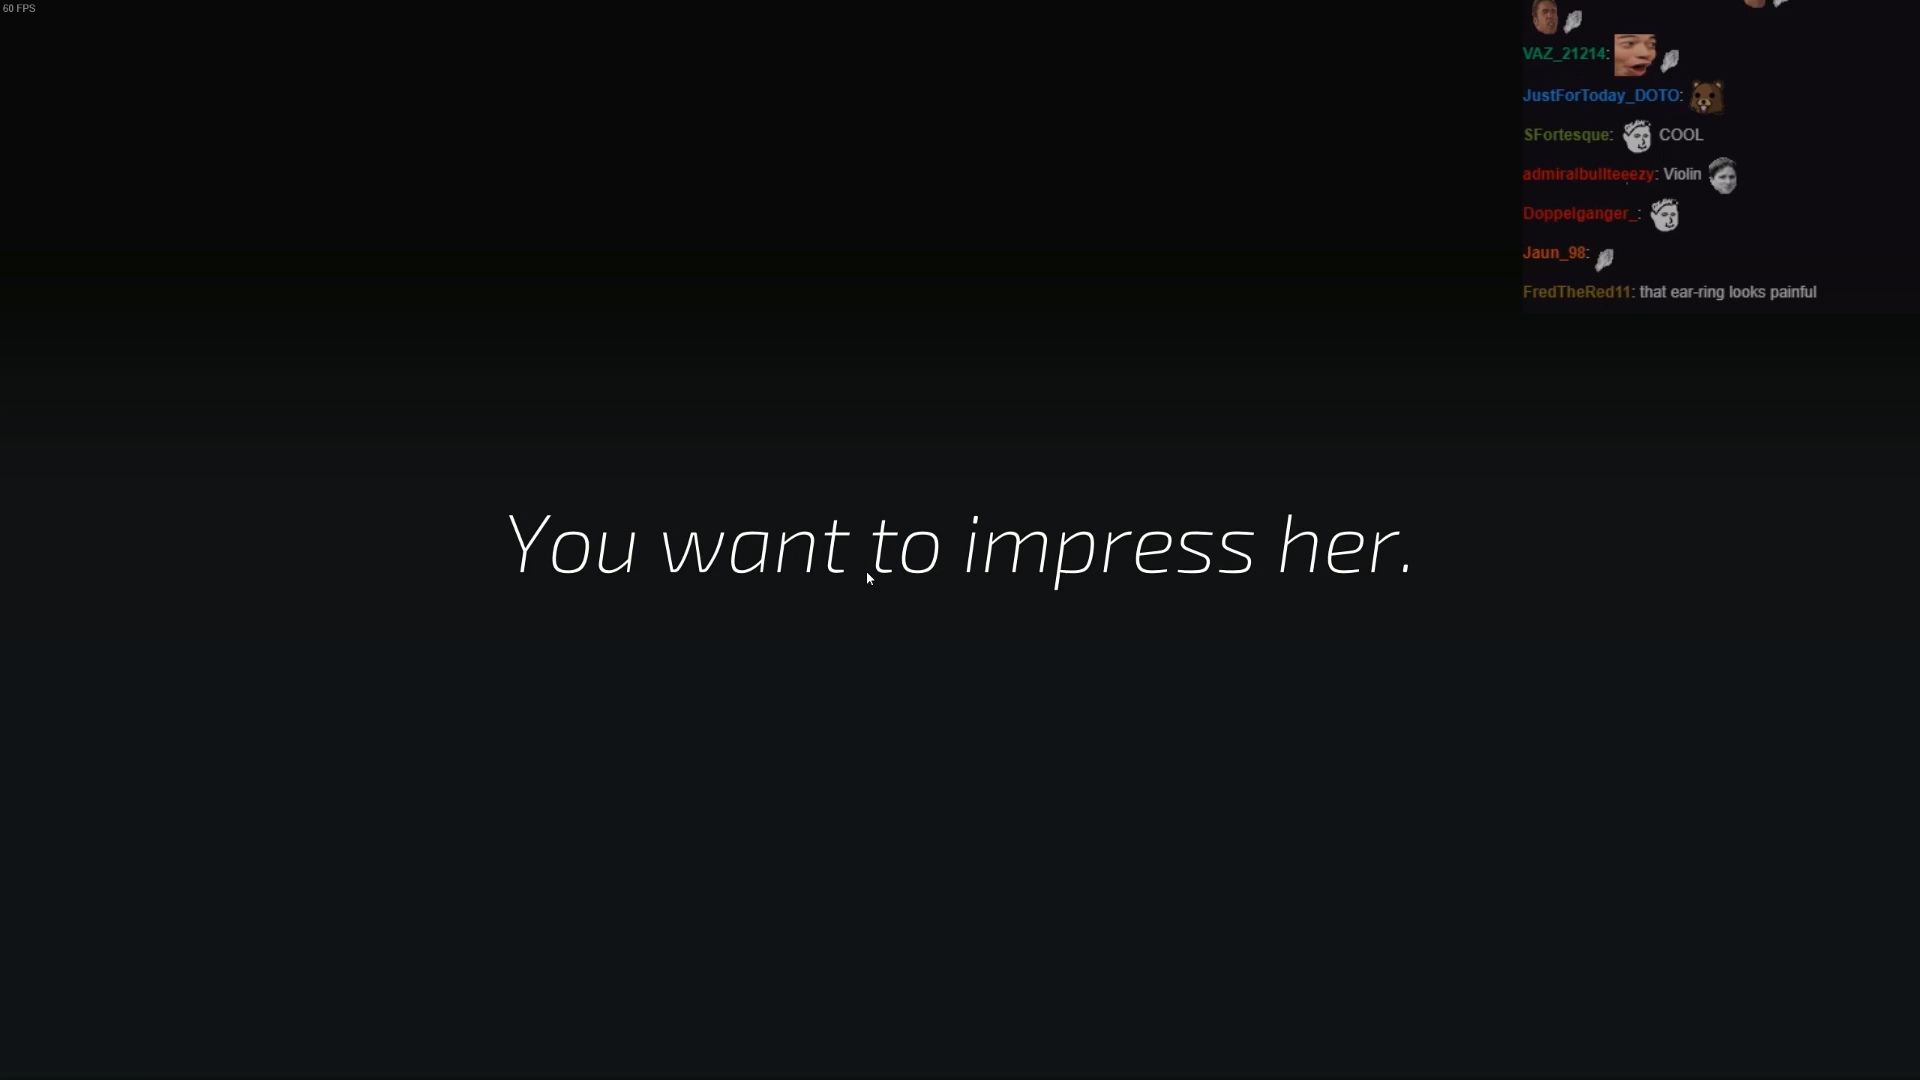 60 FPS
VAZ_21214:
JustForToday_DOTO:
SFortesque: COOL
admiralbullteeezy: Violin
Doppelganger_:
Jaun_98:
FredTheRed11: that ear-ring looks painful
You want to impress her.